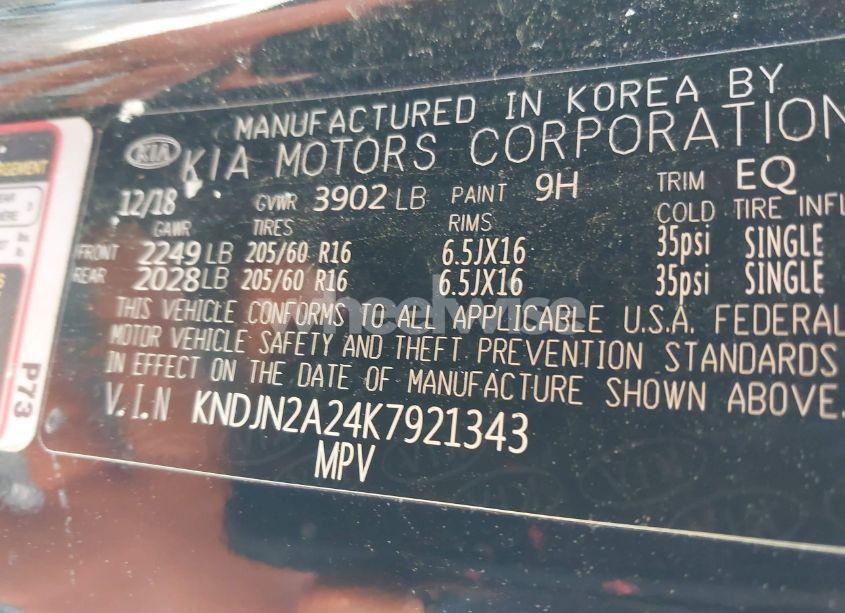 MANUFACTURED IN KOREA BY
KIA KIA MOTORS CORPORATION
12/18 GVWR 3902 LB PAINT 9H TRIM EQ
GAWR TIRES RIMS COLD TIRE INFL
FRONT 2249 LB 205/60 R16 6.5JX16 35psi SINGLE
REAR 2028 LB 205/60 R16 6.5JX16 35psi SINGLE
wheelwise
THIS VEHICLE CONFORMS TO ALL APPLICABLE U.S.A. FEDERAL
MOTOR VEHICLE SAFETY AND THEFT PREVENTION STANDARDS
IN EFFECT ON THE DATE OF MANUFACTURE SHOWN ABOVE.
V.I.N KNDJN2A24K7921343
MPV
P73